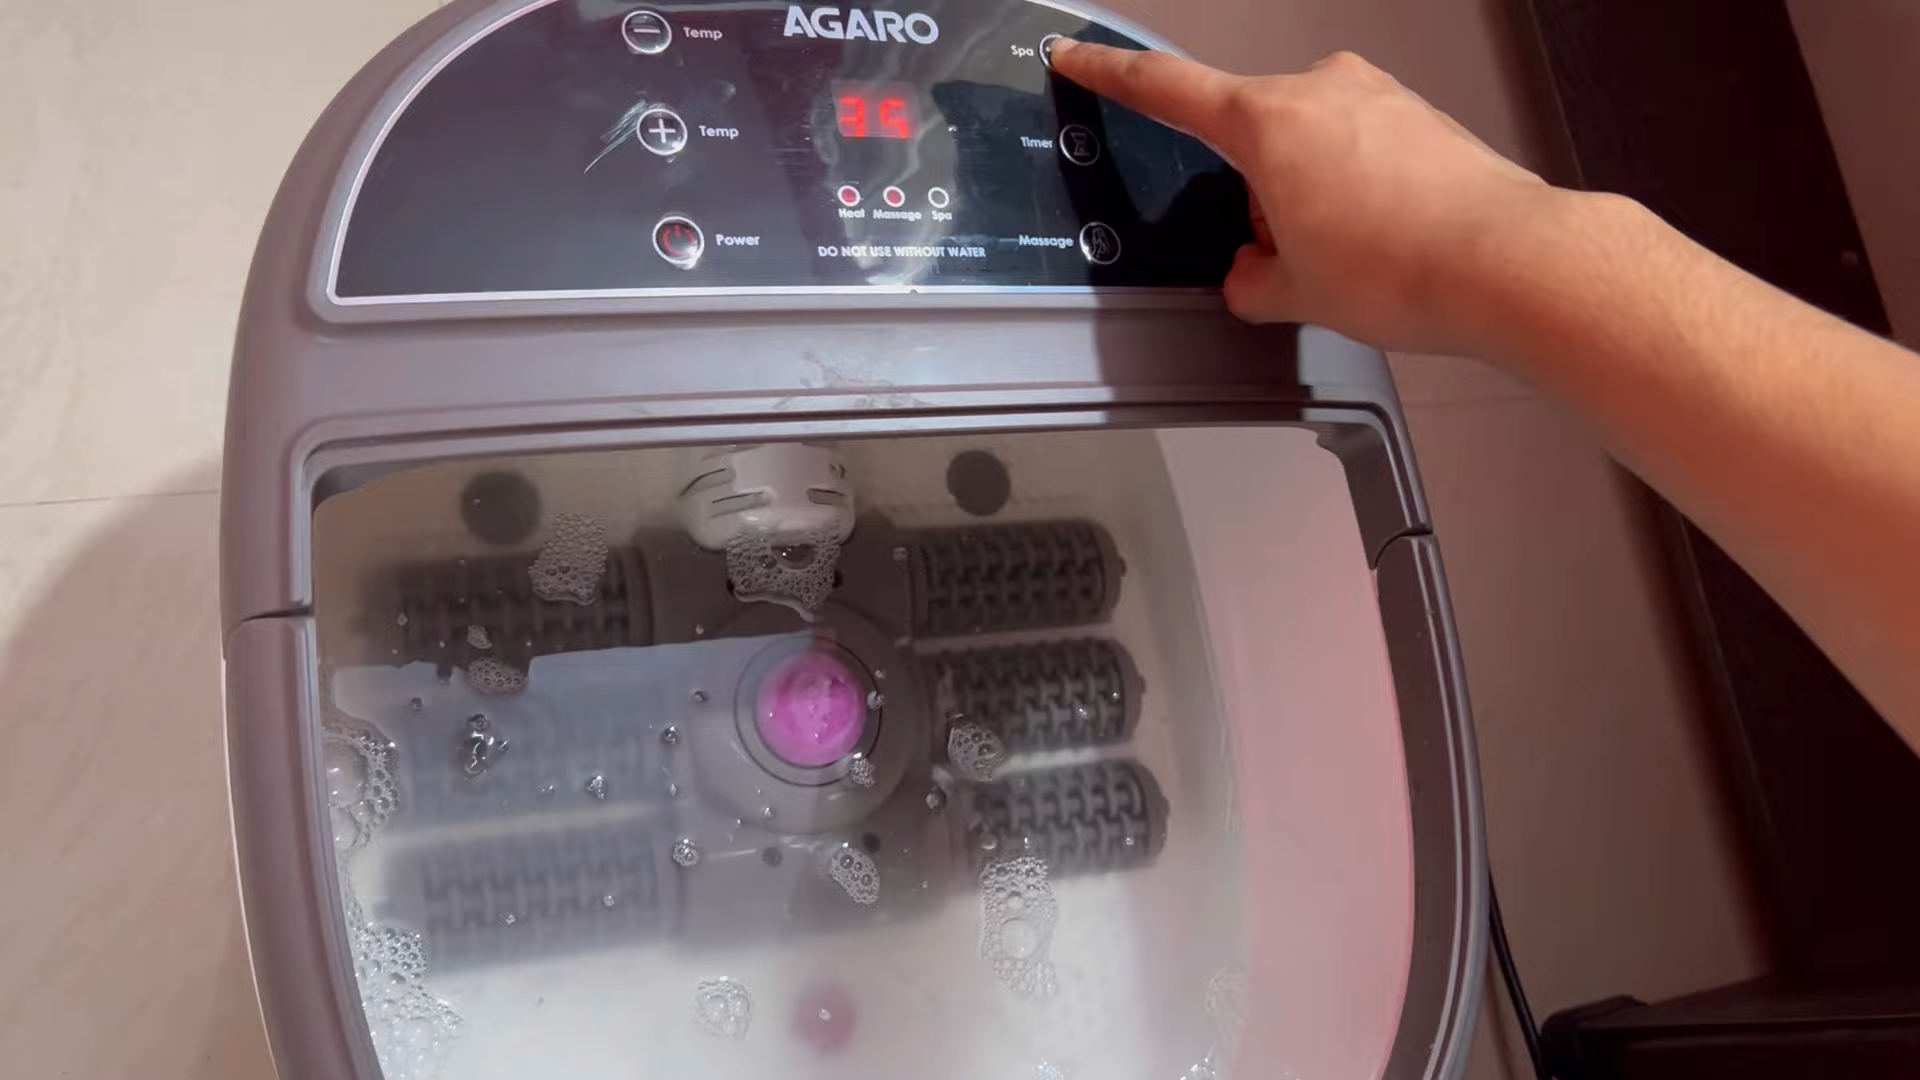 Temp
AGARO
Spa
35
Temp
Timer
Heat Massage Spa
Power
DO NOT USE WITHOUT WATER
Massage